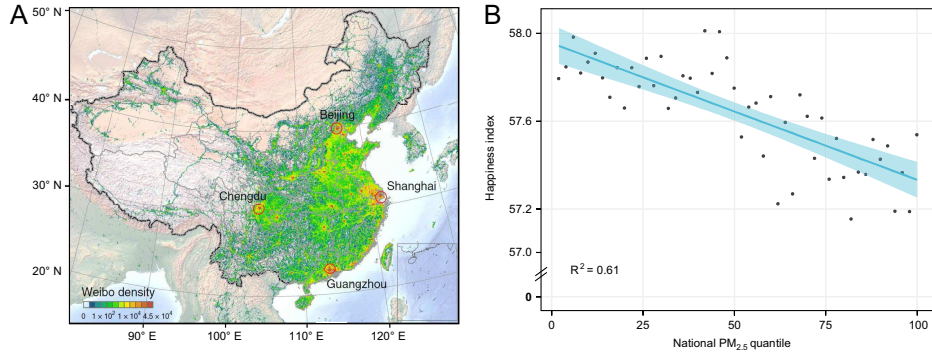 A
50° N
40° N
30° N
20° N
Beijing
Shanghai
Chengdu
Guangzhou
Weibo density
0 1 x 10² 2 x 10⁴ 4.5 x 10⁴
90° E 100° E 110° E 120° E
B
58.0
57.6
57.2
57.0
0
Happiness index
R² = 0.61
0 25 50 75 100
National PM₂.₅ quantile